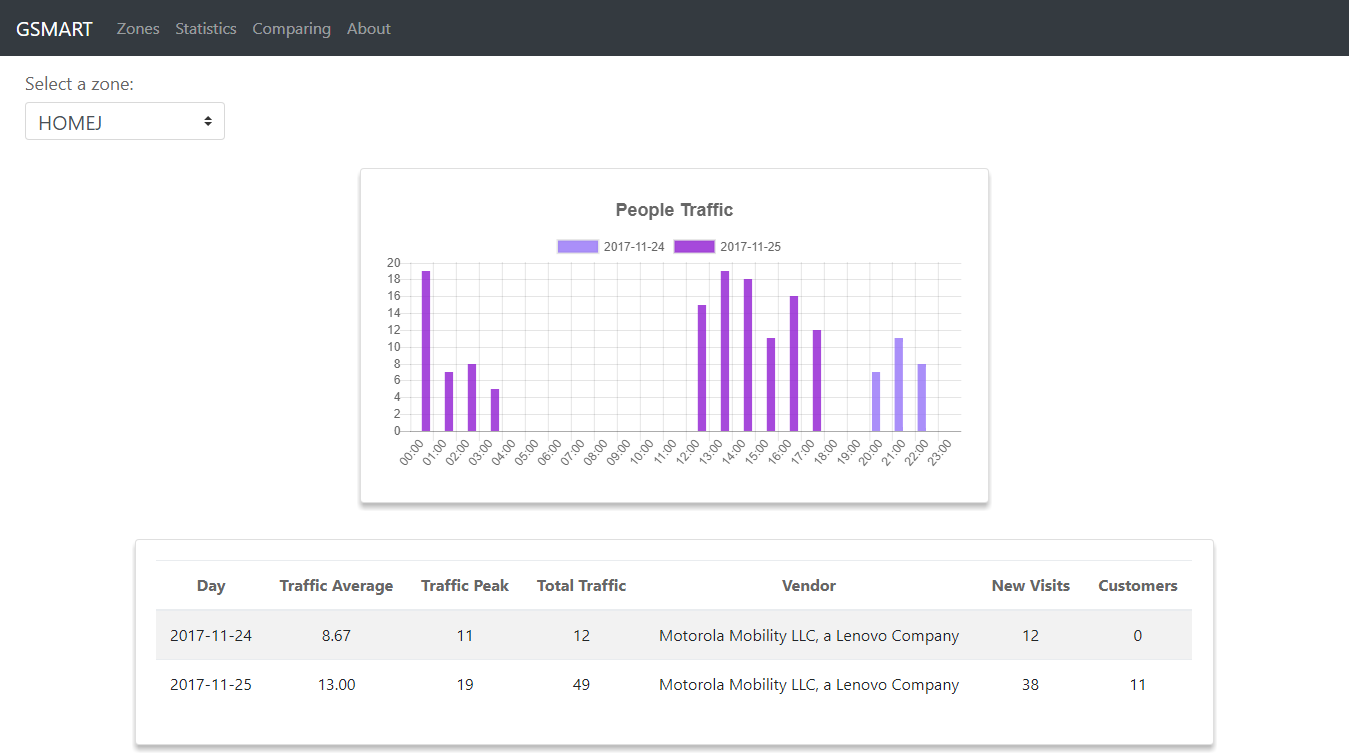 GSMART Zones Statistics Comparing About
Select a zone:
HOMEJ
People Traffic
2017-11-24 2017-11-25
20
18
16
14
12
10
8
6
4
2
0
00:00 01:00 02:00 03:00 04:00 05:00 06:00 07:00 08:00 09:00 10:00 11:00 12:00 13:00 14:00 15:00 16:00 17:00 18:00 19:00 20:00 21:00 22:00 23:00
Day Traffic Average Traffic Peak Total Traffic Vendor New Visits Customers
2017-11-24 8.67 11 12 Motorola Mobility LLC, a Lenovo Company 12 0
2017-11-25 13.00 19 49 Motorola Mobility LLC, a Lenovo Company 38 11